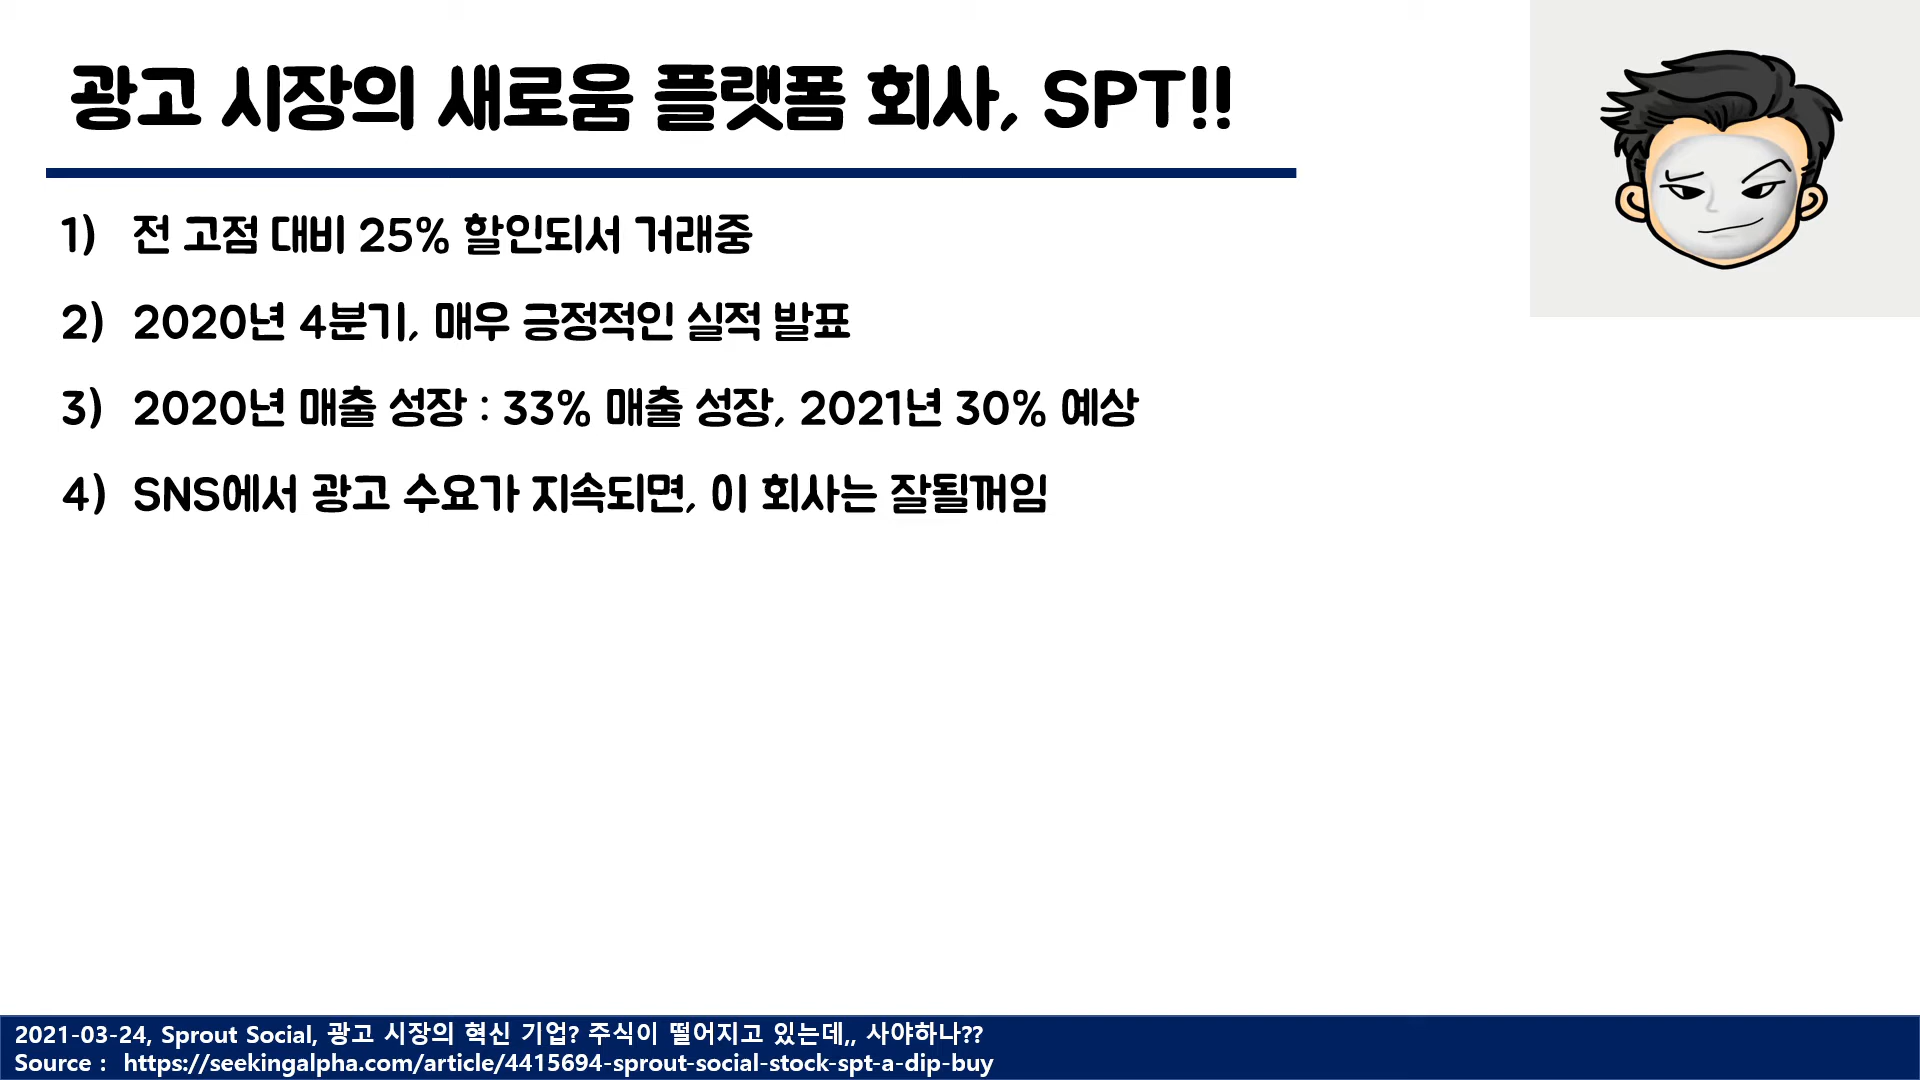 광고 시장의 새로움 플랫폼 회사, SPT!!
1) 전 고점 대비 25% 할인되서 거래중
2) 2020년 4분기, 매우 긍정적인 실적 발표
3) 2020년 매출 성장 : 33% 매출 성장, 2021년 30% 예상
4) SNS에서 광고 수요가 지속되면, 이 회사는 잘될꺼임
2021-03-24, Sprout Social, 광고 시장의 혁신 기업? 주식이 떨어지고 있는데,, 사야하나??
Source : https://seekingalpha.com/article/4415694-sprout-social-stock-spt-a-dip-buy